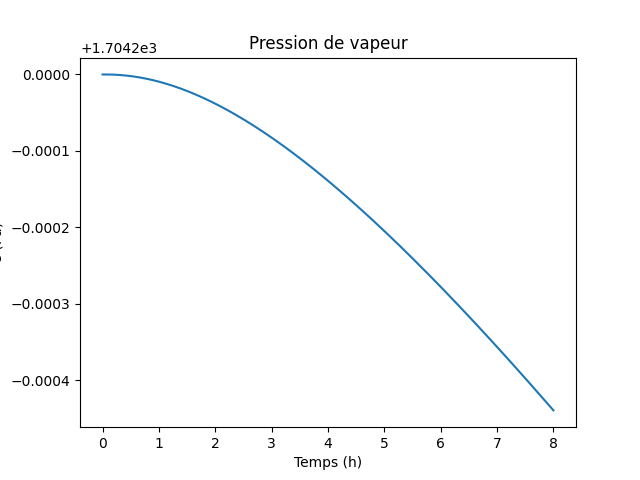 Pression de vapeur
+1.7042e3
0.0000
−0.0001
−0.0002
−0.0003
−0.0004
0 1 2 3 4 5 6 7 8
Temps (h)